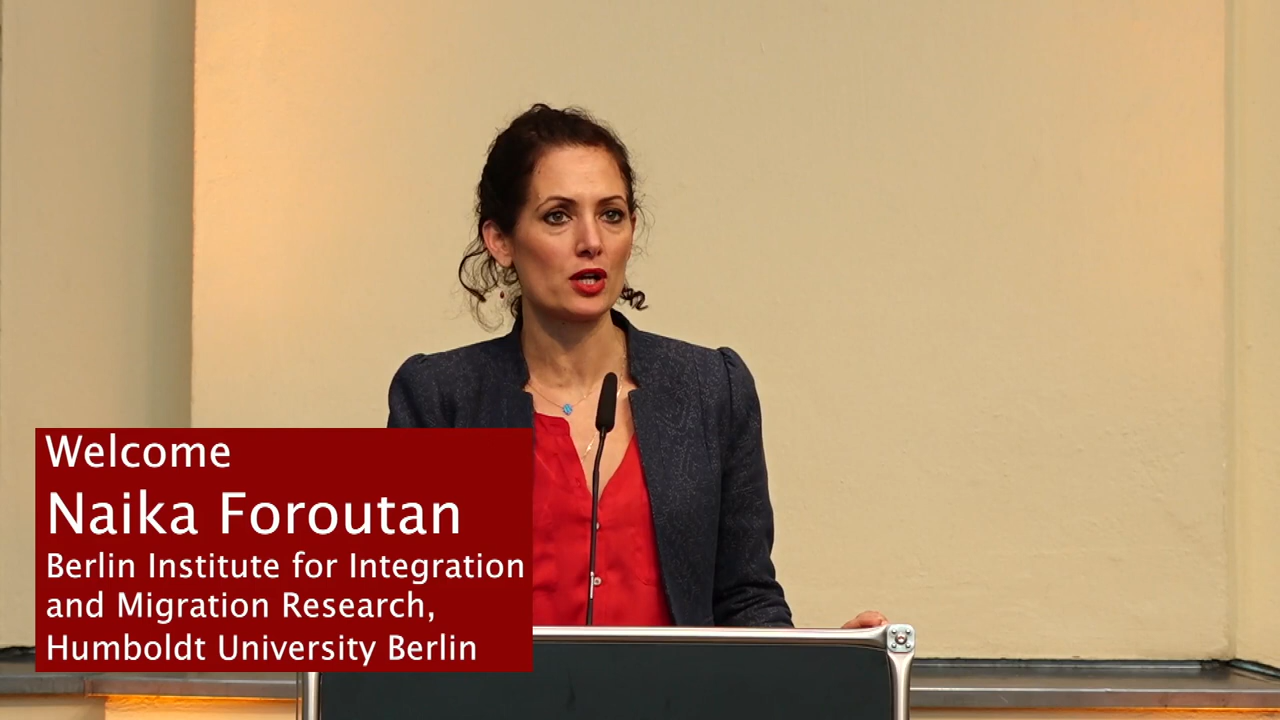 Welcome
Naika Foroutan
Berlin Institute for Integration
and Migration Research,
Humboldt University Berlin